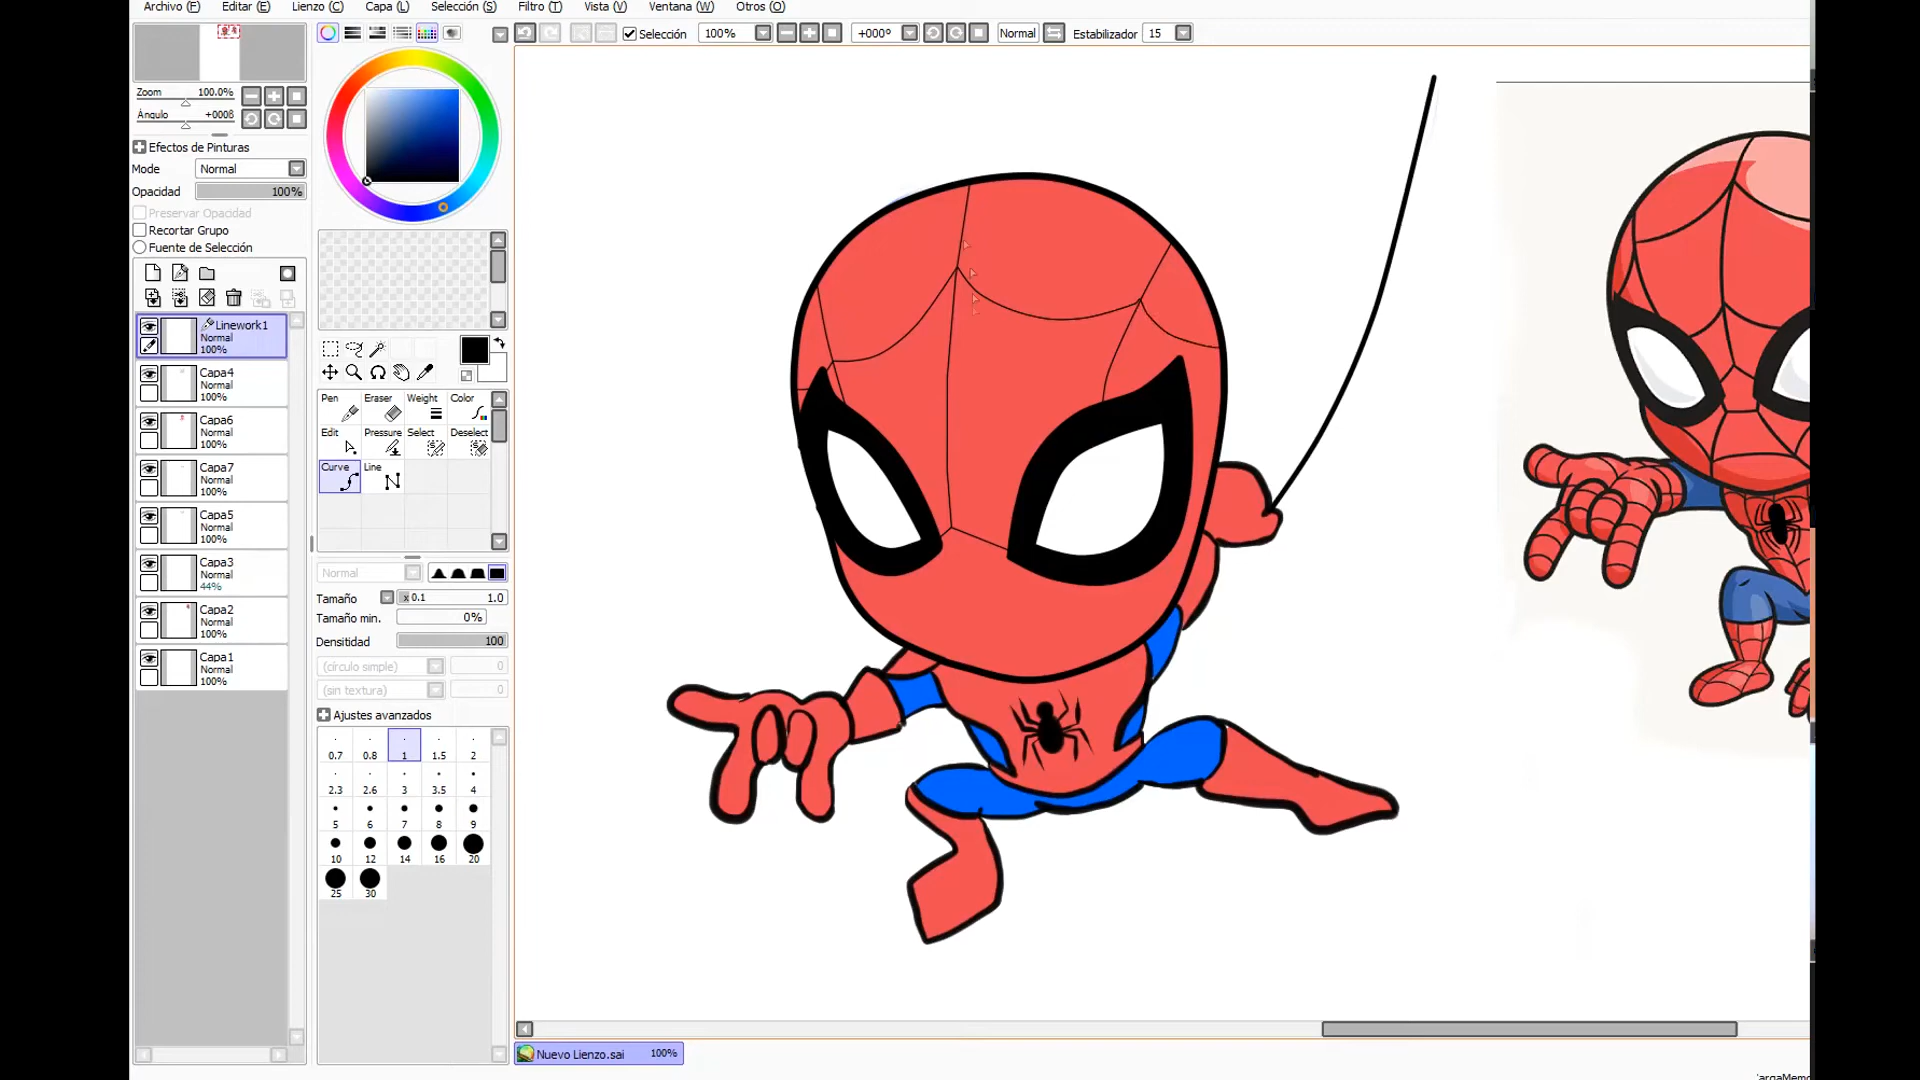 Archivo (F) Editar (E) Lienzo (C) Capa (L) Selección (S) Filtro (T) Vista (V) Ventana (W) Otros (O)
Selección 100% +000° Normal Estabilizador 15
Zoom 100.0%
Ángulo +000ß
Efectos de Pinturas
Mode Normal
Opacidad 100%
Preservar Opacidad
Recortar Grupo
Fuente de Selección
Linework1
Normal
100%
Capa4
Normal
100%
Capa6
Normal
100%
Capa7
Normal
100%
Capa5
Normal
100%
Capa3
Normal
44%
Capa2
Normal
100%
Capa1
Normal
100%
Pen Eraser Weight Color
Edit Pressure Select Deselect
Curve Line
Normal
Tamaño x 0.1 1.0
Tamaño min. 0%
Densitidad 100
(círculo simple) 0
(sin textura) 0
Ajustes avanzados
0.7 0.8 1 1.5 2
2.3 2.6 3 3.5 4
5 6 7 8 9
10 12 14 16 20
25 30
Nuevo Lienzo.sai 100%